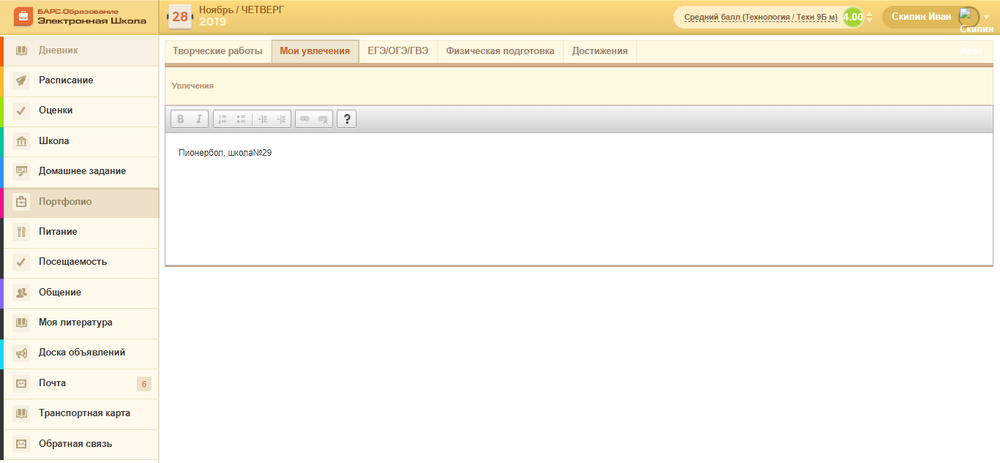 БАРС.Образование
Электронная Школа
28
Ноябрь / ЧЕТВЕРГ
2019
Средний балл (Технология / Техн 9Б м)
4.00
Скипин Иван
Скипин
Иван
Дневник
Расписание
Оценки
Школа
Домашнее задание
Портфолио
Питание
Посещаемость
Общение
Моя литература
Доска объявлений
Почта 6
Транспортная карта
Обратная связь
Творческие работы Мои увлечения ЕГЭ/ОГЭ/ГВЭ Физическая подготовка Достижения
Увлечения
B I ?
Пионербол, школа№29